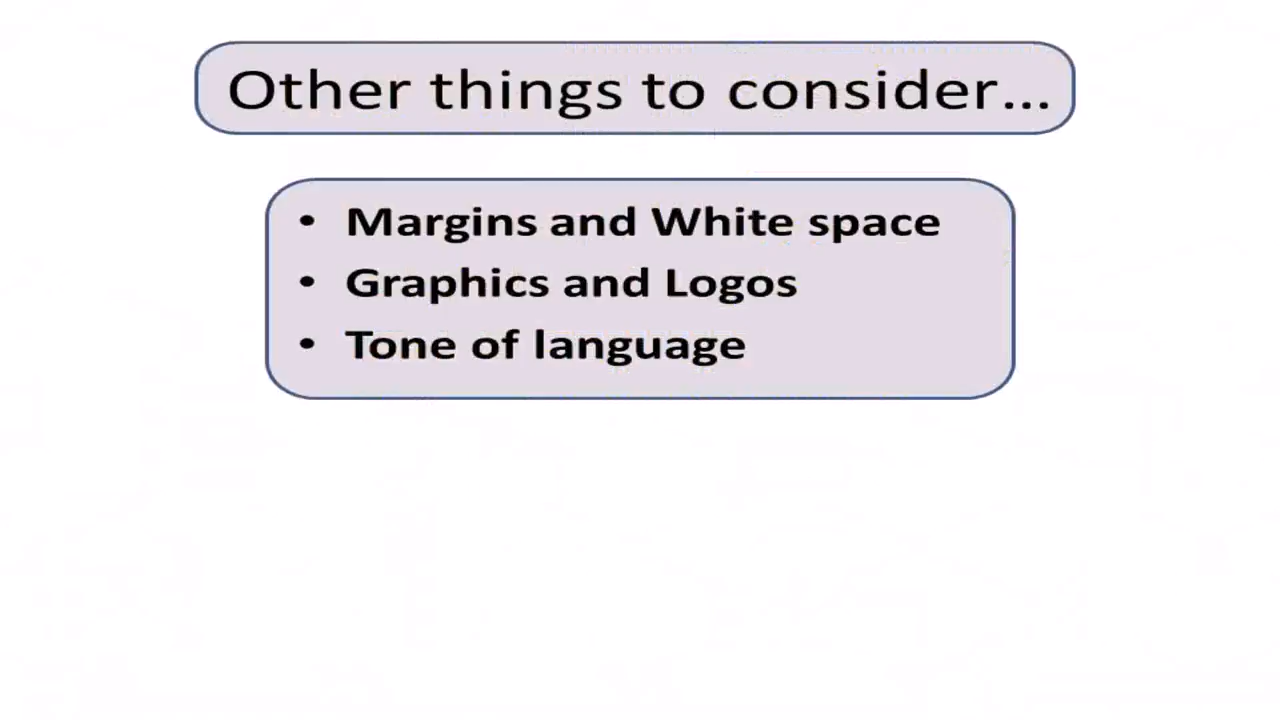 Other things to consider...
• Margins and White space
• Graphics and Logos
• Tone of language